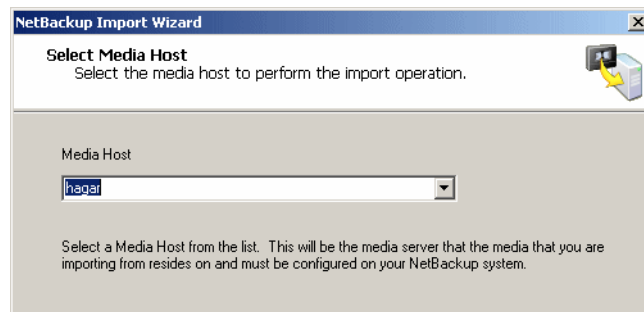 NetBackup Import Wizard
Select Media Host
Select the media host to perform the import operation.
Media Host
hagar
Select a Media Host from the list. This will be the media server that the media that you are
importing from resides on and must be configured on your NetBackup system.